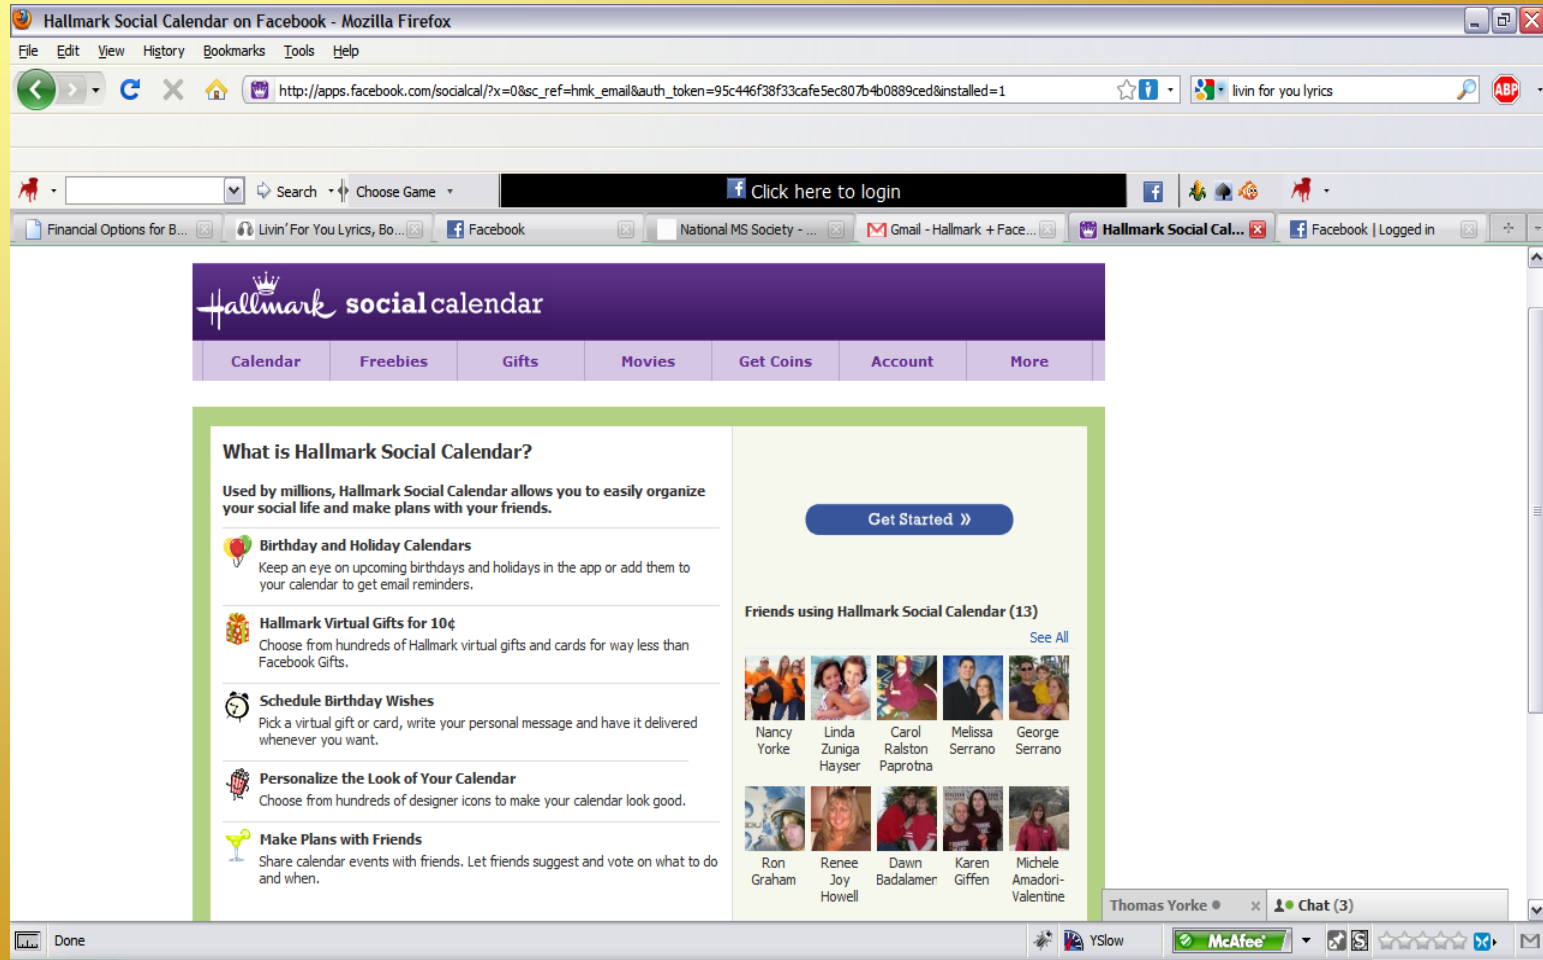 Hallmark Social Calendar on Facebook - Mozilla Firefox
File Edit View History Bookmarks Tools Help
http://apps.facebook.com/socialcal/?x=0&sc_ref=hmk_email&auth_token=95c446f38f33cafe5ec807b4b0889ced&installed=1
livin for you lyrics
ABP
Search Choose Game
Click here to login
Financial Options for B...
Livin' For You Lyrics, Bo...
Facebook
National MS Society - ...
Gmail - Hallmark + Face...
Hallmark Social Cal...
Facebook | Logged in
Hallmark social calendar
Calendar Freebies Gifts Movies Get Coins Account More
What is Hallmark Social Calendar?
Used by millions, Hallmark Social Calendar allows you to easily organize
your social life and make plans with your friends.
Birthday and Holiday Calendars
Keep an eye on upcoming birthdays and holidays in the app or add them to
your calendar to get email reminders.
Hallmark Virtual Gifts for 10¢
Choose from hundreds of Hallmark virtual gifts and cards for way less than
Facebook Gifts.
Schedule Birthday Wishes
Pick a virtual gift or card, write your personal message and have it delivered
whenever you want.
Personalize the Look of Your Calendar
Choose from hundreds of designer icons to make your calendar look good.
Make Plans with Friends
Share calendar events with friends. Let friends suggest and vote on what to do
and when.
Get Started »
Friends using Hallmark Social Calendar (13)
See All
Nancy Yorke
Linda Zuniga Hayser
Carol Ralston Paprotna
Melissa Serrano
George Serrano
Ron Graham
Renee Joy Howell
Dawn Badalamer
Karen Giffen
Michele Amadori-Valentine
Thomas Yorke
Chat (3)
Done
YSlow
McAfee
S